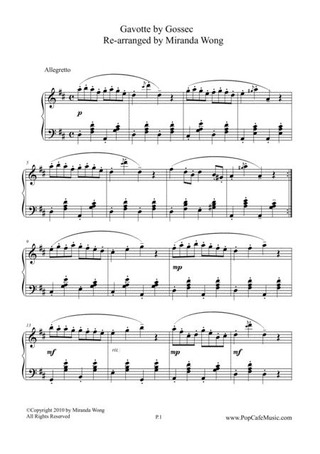 Gavotte by Gossec
Re-arranged by Miranda Wong
Allegretto
p
5
9
mp
13
mf
mp
mf
©Copyright 2010 by Miranda Wong
All Rights Reserved
P.1
www.PopCafeMusic.com